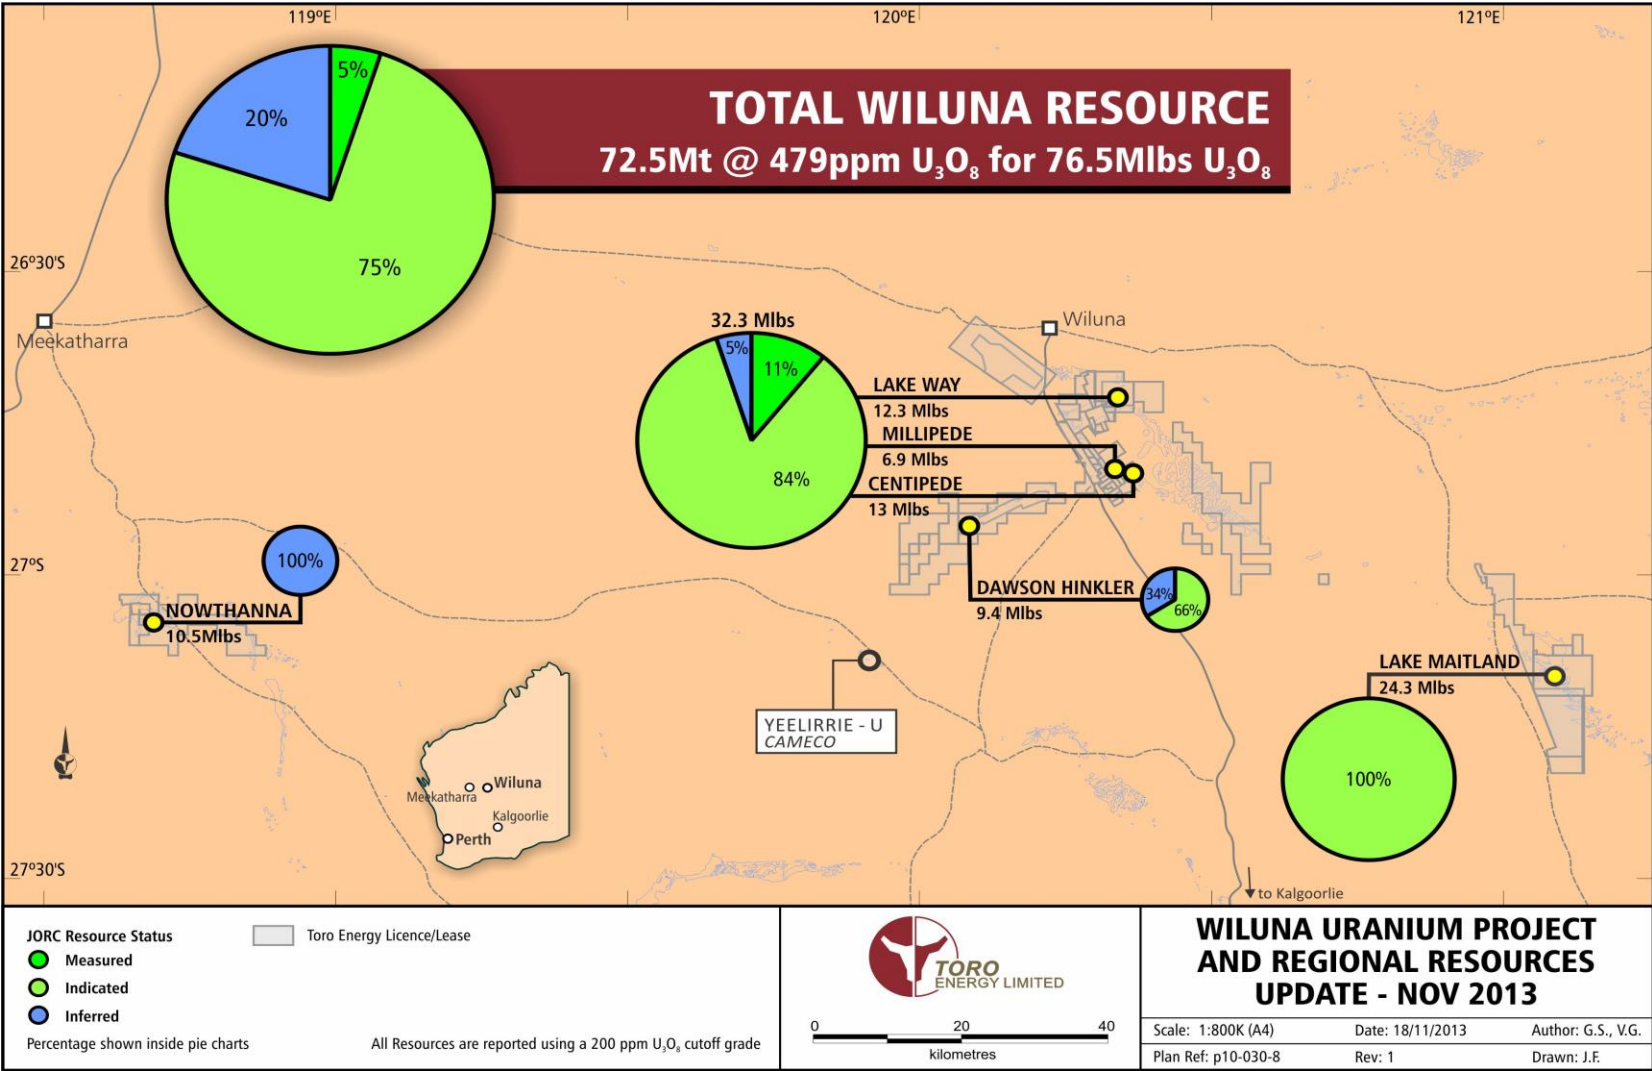 119ºE
120ºE
121ºE
TOTAL WILUNA RESOURCE
72.5Mt @ 479ppm U₃O₈ for 76.5Mlbs U₃O₈
5%
20%
75%
26º30'S
Meekatharra
Wiluna
32.3 Mlbs
5%
11%
84%
LAKE WAY
12.3 Mlbs
MILLIPEDE
6.9 Mlbs
CENTIPEDE
13 Mlbs
27ºS
100%
NOWTHANNA
10.5Mlbs
DAWSON HINKLER
9.4 Mlbs
34%
66%
YEELIRRIE - U
CAMECO
LAKE MAITLAND
24.3 Mlbs
100%
Wiluna
Meekatharra
Kalgoorlie
Perth
27º30'S
to Kalgoorlie
JORC Resource Status
Measured
Indicated
Inferred
Toro Energy Licence/Lease
Percentage shown inside pie charts
All Resources are reported using a 200 ppm U₃O₈ cutoff grade
TORO
ENERGY LIMITED
0 20 40
kilometres
WILUNA URANIUM PROJECT
AND REGIONAL RESOURCES
UPDATE - NOV 2013
Scale: 1:800K (A4) Date: 18/11/2013 Author: G.S., V.G.
Plan Ref: p10-030-8 Rev: 1 Drawn: J.F.